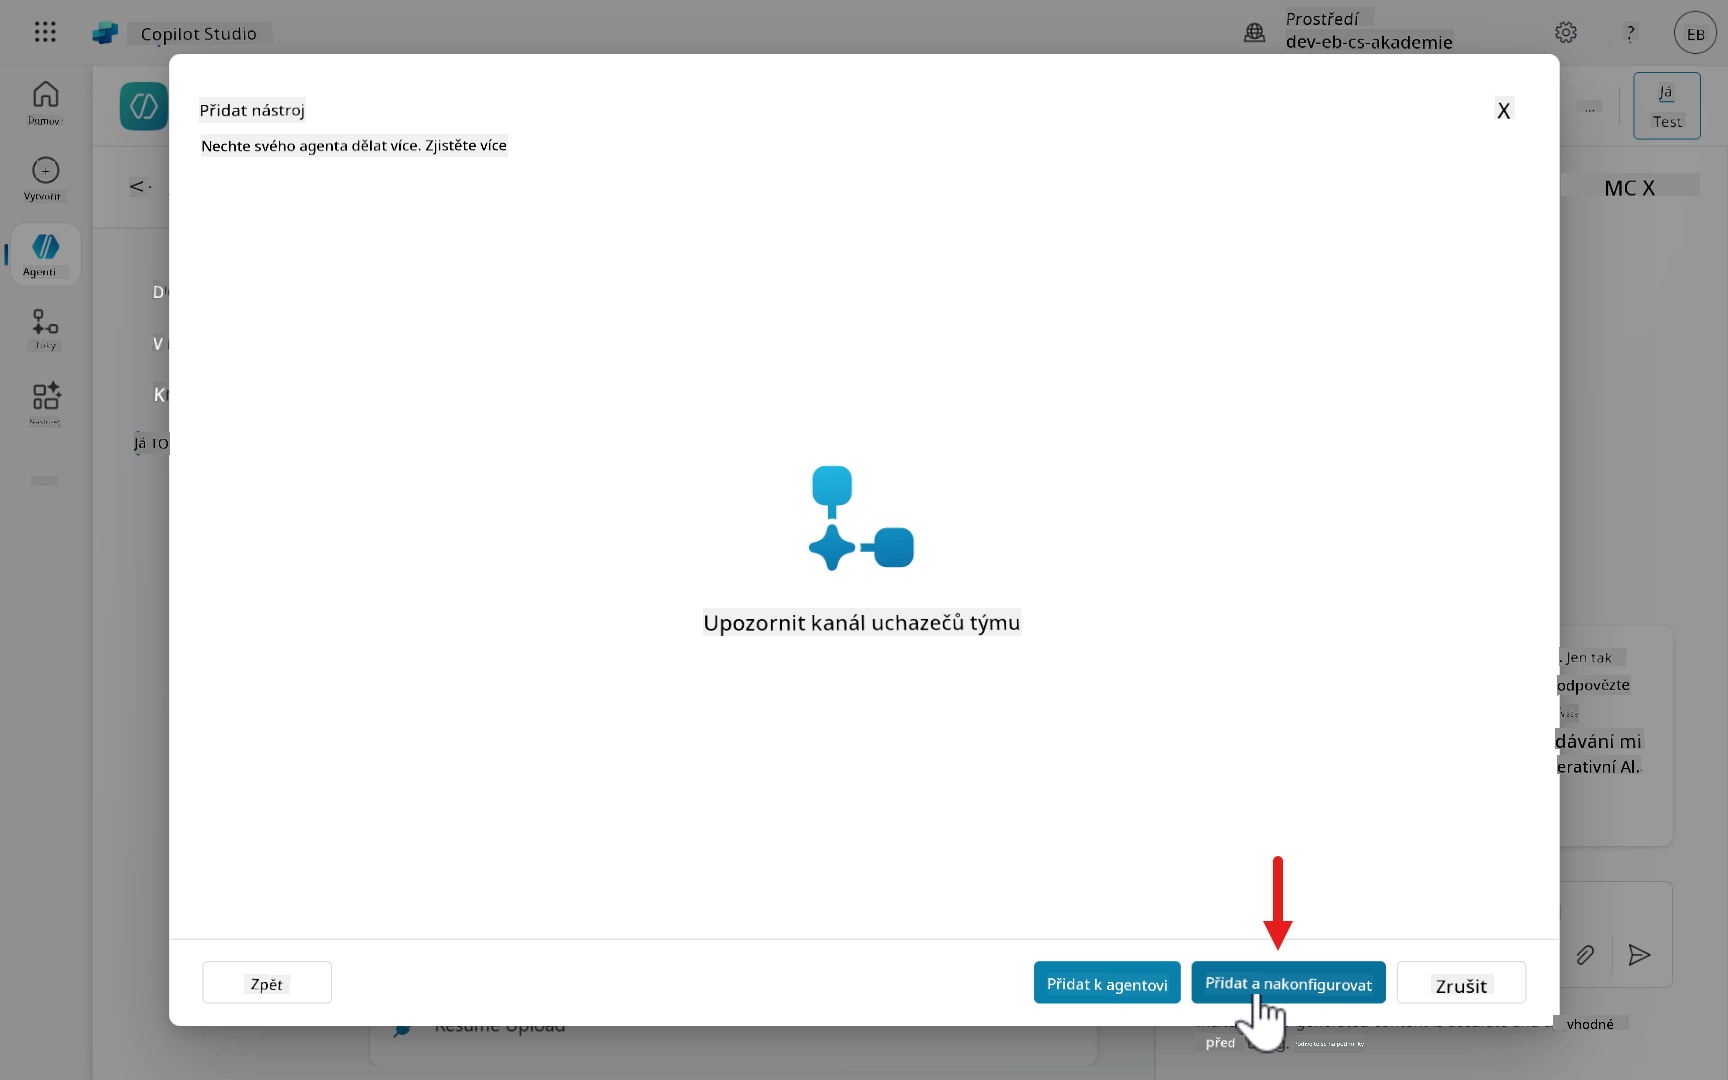 Copilot Studio
Prostředí
dev-eb-cs-akademie
?
EB
Domov
Vytvořit
Agenti
Toky
Přidat nástroj
X
Nechte svého agenta dělat více. Zjistěte více
...
Já
Test
<
MC X
D
V
K
Já TO
Upozornit kanál uchazečů týmu
. Jen tak
odpovězte
dávání mi
erativní AI.
Zpět
Přidat k agentovi
Přidat a nakonfigurovat
Zrušit
Resume Upload
vhodné
před